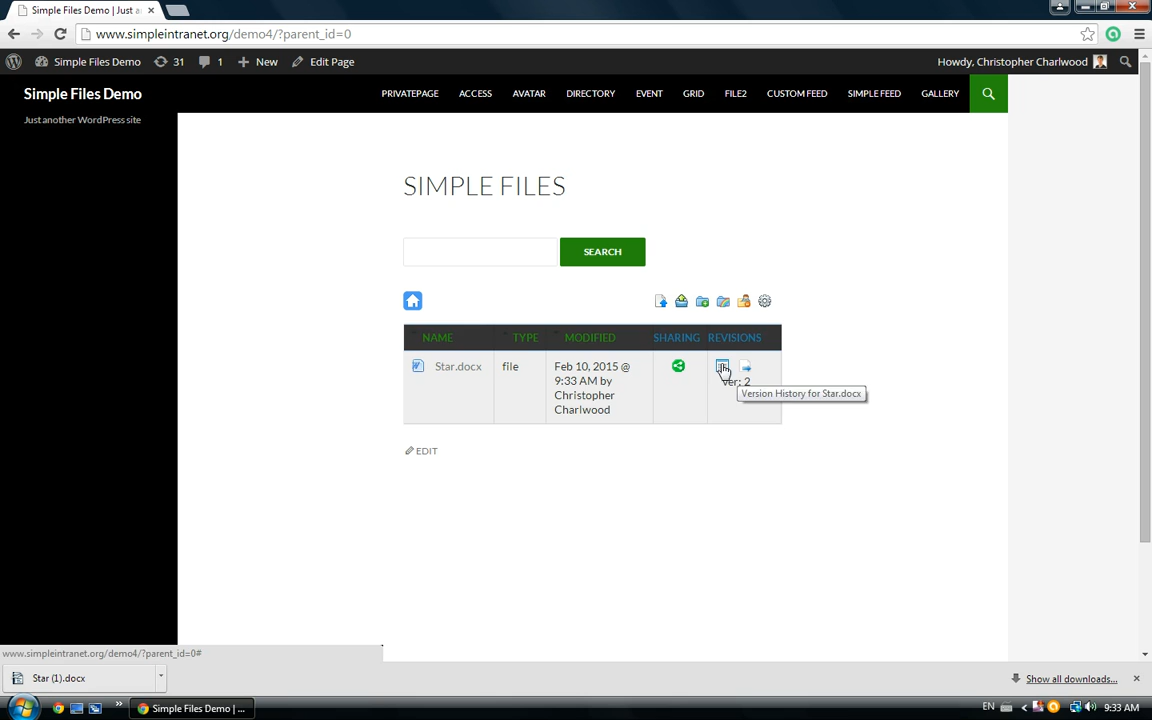 Simple Files Demo | Just a
www.simpleintranet.org/demo4/?parent_id=0
Simple Files Demo
31
1
New
Edit Page
Howdy, Christopher Charlwood
Simple Files Demo
PRIVATEPAGE
ACCESS
AVATAR
DIRECTORY
EVENT
GRID
FILE2
CUSTOM FEED
SIMPLE FEED
GALLERY
Just another WordPress site
SIMPLE FILES
SEARCH
NAME
TYPE
MODIFIED
SHARING
REVISIONS
Star.docx
file
Feb 10, 2015 @
9:33 AM by
Christopher
Charlwood
ver: 2
Version History for Star.docx
EDIT
www.simpleintranet.org/demo4/?parent_id=0#
Star (1).docx
Show all downloads...
Simple Files Demo | ...
EN
9:33 AM